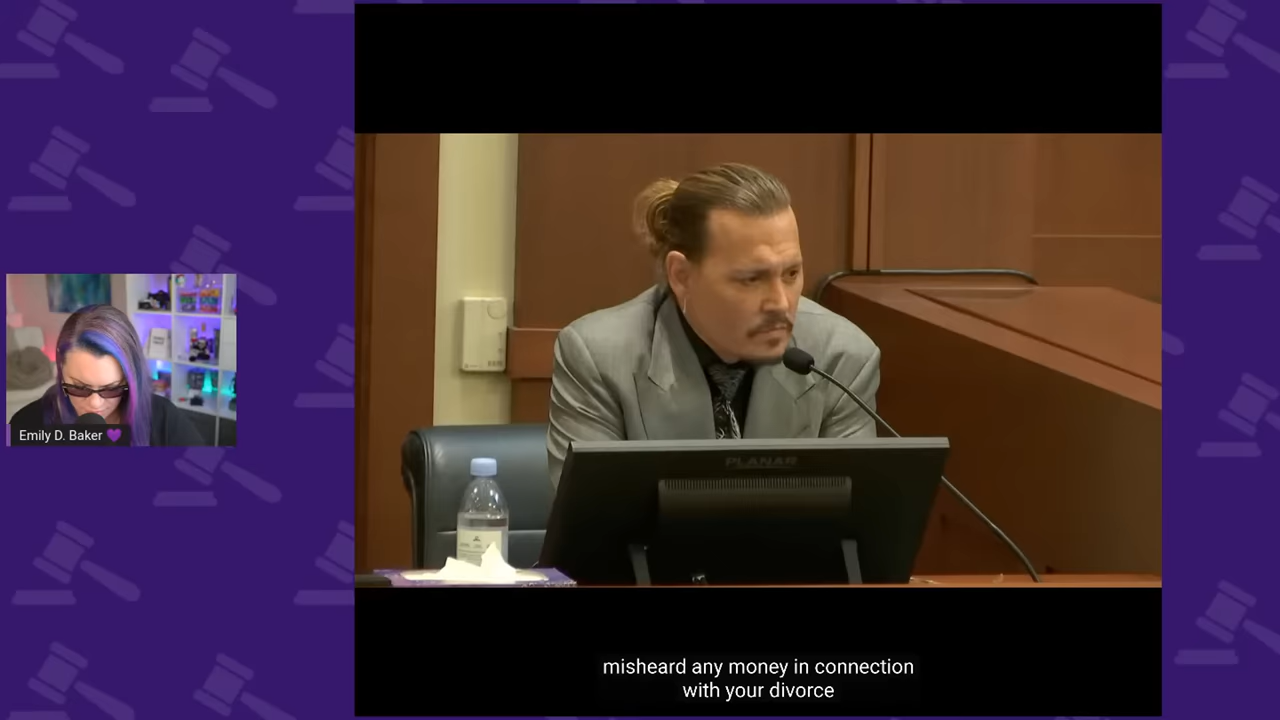 PLANAR
Emily D. Baker 💜
misheard any money in connection
with your divorce